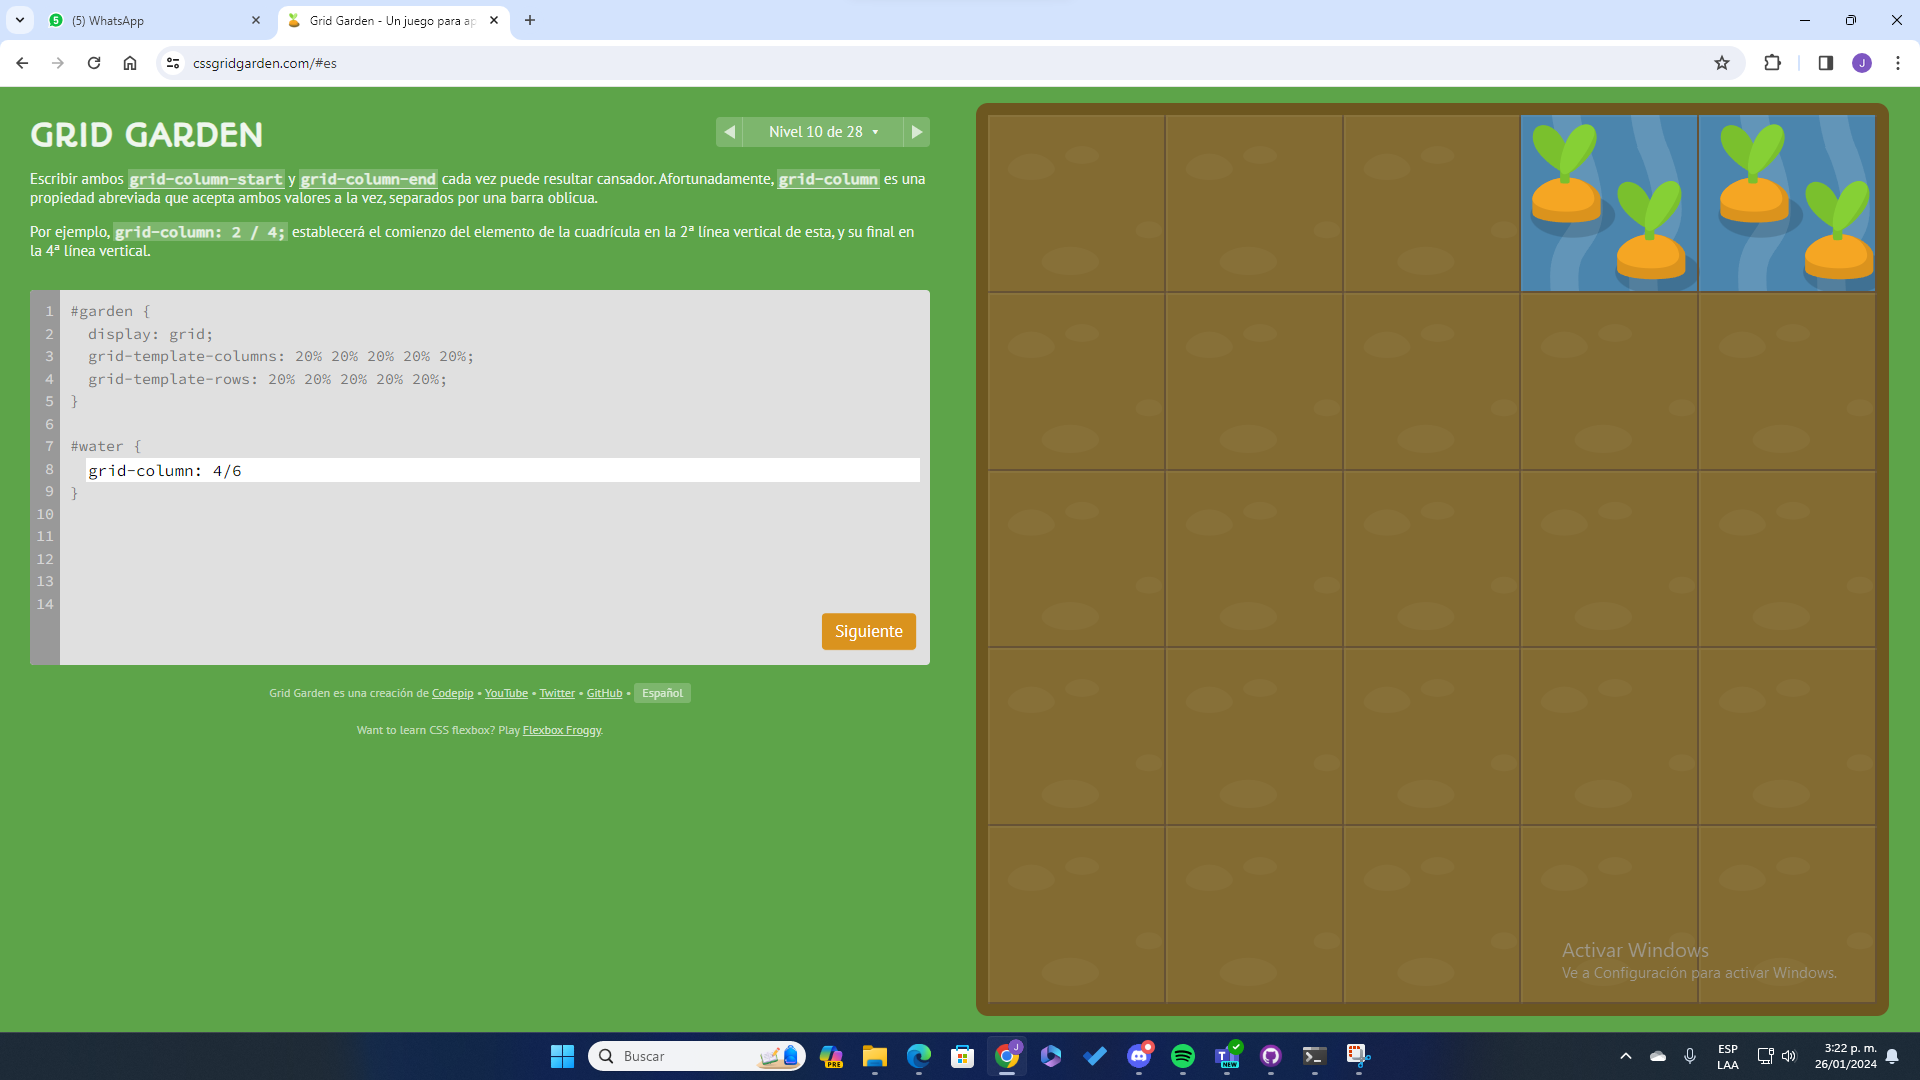 (5) WhatsApp
Grid Garden - Un juego para ap
cssgridgarden.com/#es
J
GRID GARDEN
Nivel 10 de 28
Escribir ambos grid-column-start y grid-column-end cada vez puede resultar cansador. Afortunadamente, grid-column es una
propiedad abreviada que acepta ambos valores a la vez, separados por una barra oblicua.
Por ejemplo, grid-column: 2 / 4; establecerá el comienzo del elemento de la cuadrícula en la 2ª línea vertical de esta, y su final en
la 4ª línea vertical.
1 #garden {
2 display: grid;
3 grid-template-columns: 20% 20% 20% 20% 20%;
4 grid-template-rows: 20% 20% 20% 20% 20%;
5 }
6
7 #water {
8 grid-column: 4/6
9 }
10
11
12
13
14
Siguiente
Grid Garden es una creación de Codepip • YouTube • Twitter • GitHub • Español
Want to learn CSS flexbox? Play Flexbox Froggy.
Activar Windows
Ve a Configuración para activar Windows.
Buscar
PRE
J
NEW
ESP
LAA
3:22 p. m.
26/01/2024